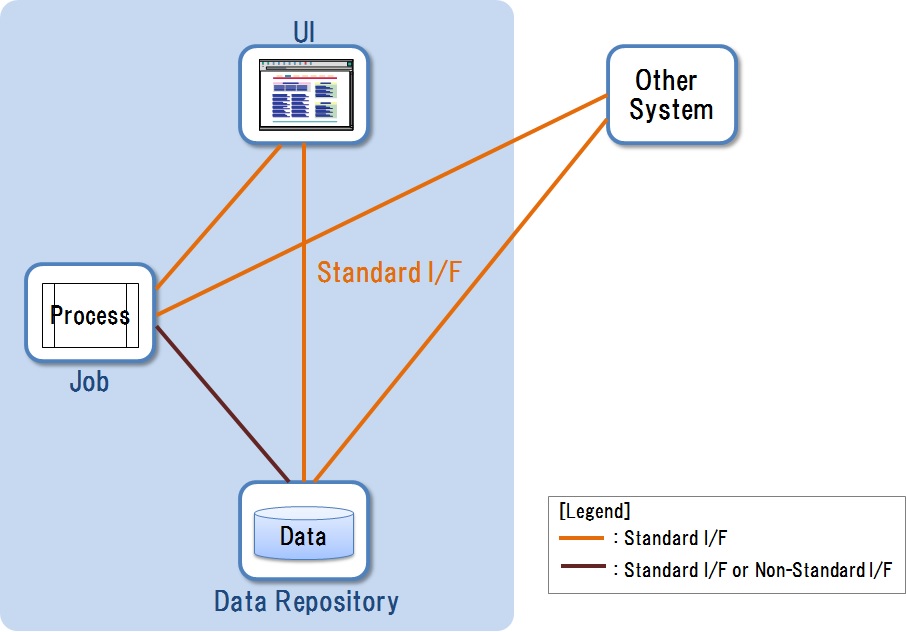 UI
Other
System
Standard I/F
Process
Job
Data
Data Repository
[Legend]
: Standard I/F
: Standard I/F or Non-Standard I/F